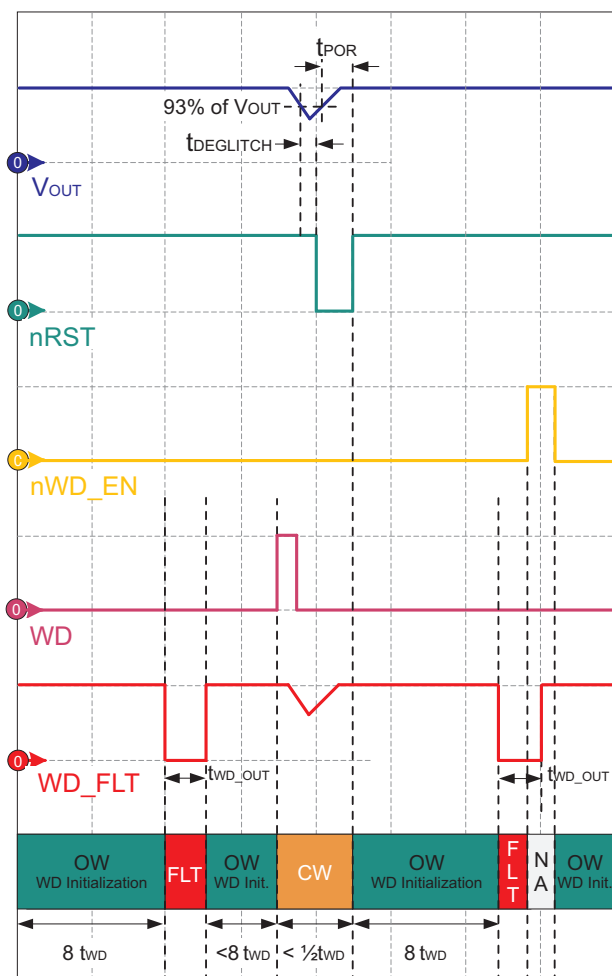 tPOR
93% of VOUT
tDEGLITCH
0
VOUT
0
nRST
C
nWD_EN
0
WD
0
WD_FLT
tWD_OUT
tWD_OUT
OW
WD Initialization
FLT
OW
WD Init.
CW
OW
WD Initialization
FLT
NA
OW
WD Init.
8 tWD
<8 tWD
< ½tWD
8 tWD